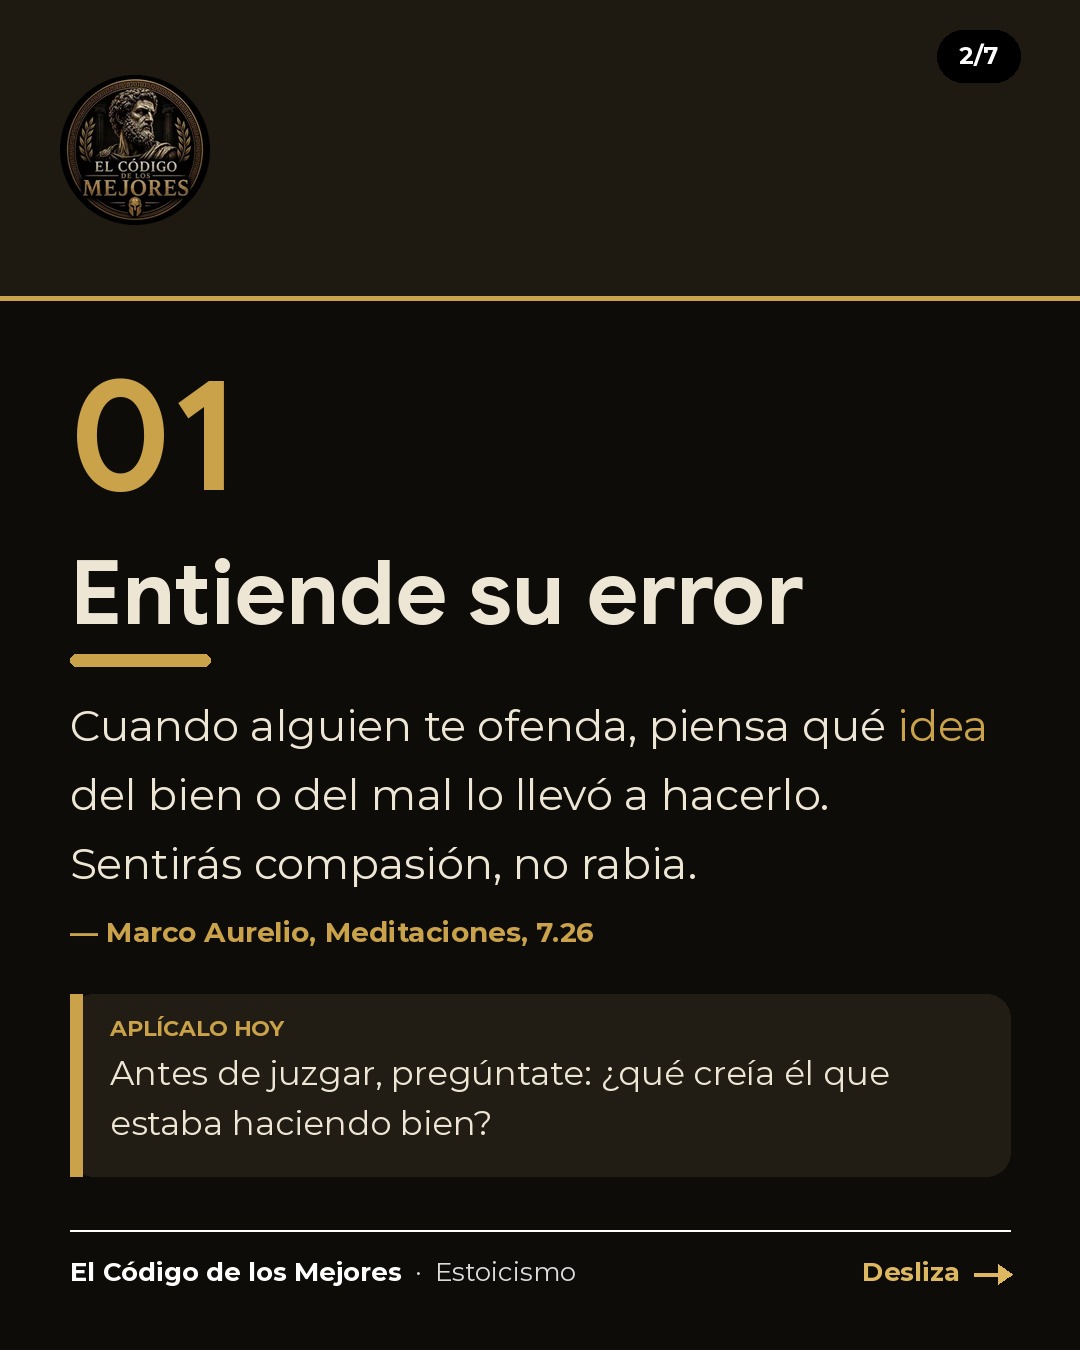 2/7
EL CÓDIGO
DE LOS
MEJORES
01
Entiende su error
Cuando alguien te ofenda, piensa qué idea
del bien o del mal lo llevó a hacerlo.
Sentirás compasión, no rabia.
— Marco Aurelio, Meditaciones, 7.26
APLÍCALO HOY
Antes de juzgar, pregúntate: ¿qué creía él que
estaba haciendo bien?
El Código de los Mejores · Estoicismo
Desliza